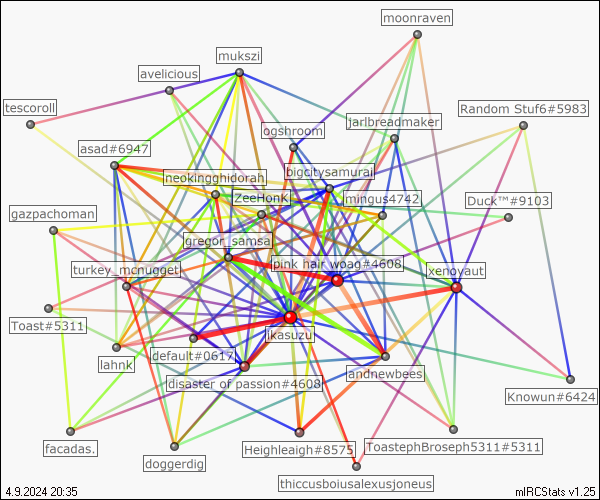 moonraven
mukszi
avelicious
tescoroll
Random Stuf6#5983
ogshroom
jarlbreadmaker
asad#6947
neokingghidorah
bigcitysamurai
ZeeHonK
mingus4742
Duck™#9103
gazpachoman
gregor_samsa
turkey_mcnugget
pink hair woag#4608
xenoyaut
Toast#5311
ikasuzu
lahnk
default#0617
disaster of passion#4608
andnewbees
Knowun#6424
facadas.
Heighleagh#8575
ToastephBroseph5311#5311
doggerdig
thiccusboiusalexusjoneus
4.9.2024 20:35
mIRCStats v1.25